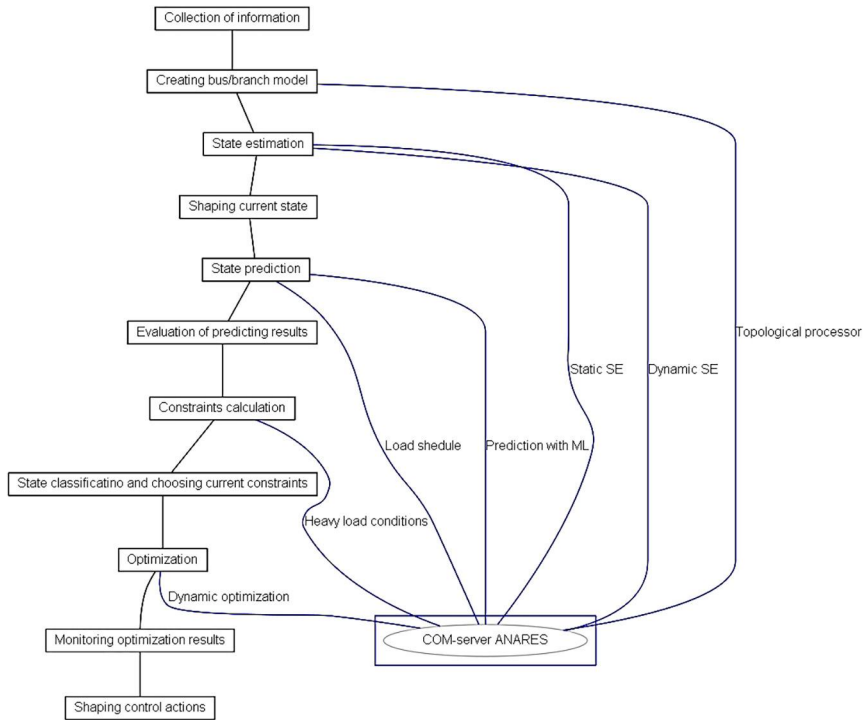 Collection of information
Creating bus/branch model
State estimation
Shaping current state
State prediction
Evaluation of predicting results
Topological processor
Static SE
Dynamic SE
Constraints calculation
Load shedule
Prediction with ML
State classificatino and choosing current constraints
Heavy load conditions
Optimization
Dynamic optimization
Monitoring optimization results
COM-server ANARES
Shaping control actions